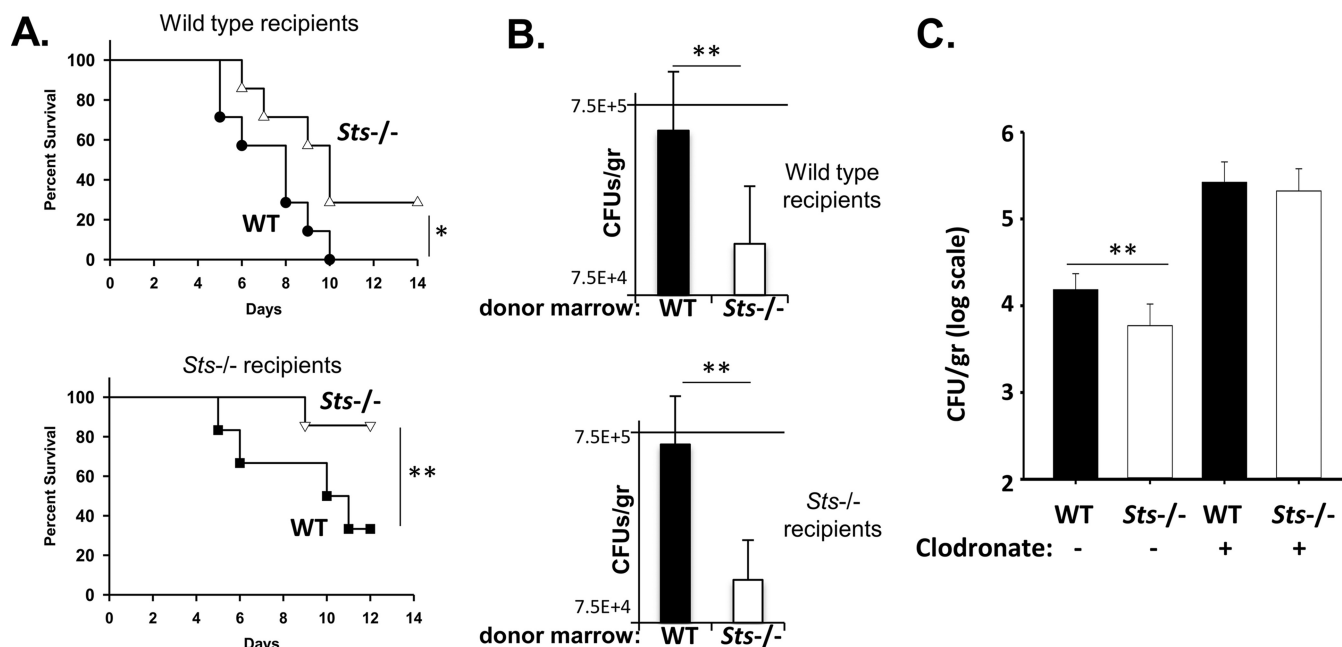 A.
Wild type recipients
Percent Survival
100
80
60
40
20
0
Sts-/-
WT
*
0 2 4 6 8 10 12 14
Days
Sts-/- recipients
Percent Survival
100
80
60
40
20
0
Sts-/-
WT
**
0 2 4 6 8 10 12 14
Days
B.
**
7.5E+5
CFUs/gr
7.5E+4
Wild type
recipients
donor marrow: WT Sts-/-
**
7.5E+5
CFUs/gr
7.5E+4
Sts-/-
recipients
donor marrow: WT Sts-/-
C.
CFU/gr (log scale)
6
5
4
3
2
**
WT Sts-/- WT Sts-/-
Clodronate: - - + +